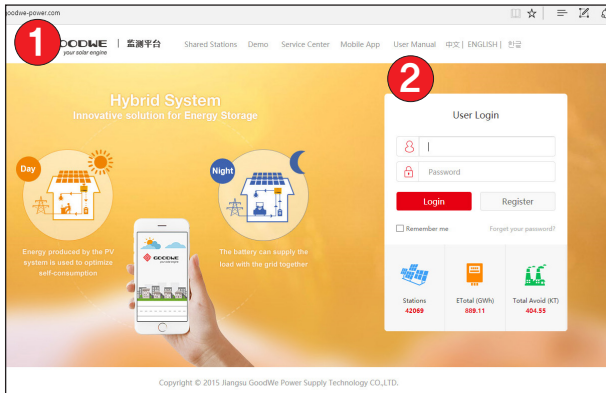 goodwe-power.com
1
GOODWE | 监测平台 Shared Stations Demo Service Center Mobile App User Manual 中文 | ENGLISH | 한글
your solar engine
2
Hybrid System
Innovative solution for Energy Storage
Day
Night
Energy produced by the PV
system is used to optimize
self-consumption
The battery can supply the
load with the grid together
GOODWE
User Login
Password
Login Register
Remember me Forget your password?
Stations ETotal (GWh) Total Avoid (KT)
42069 889.11 404.55
Copyright © 2015 Jiangsu GoodWe Power Supply Technology CO.,LTD.